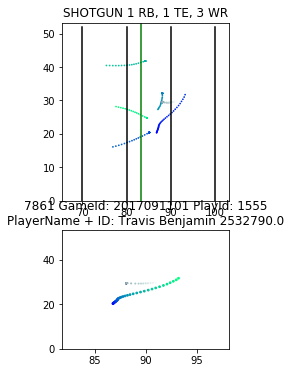 SHOTGUN 1 RB, 1 TE, 3 WR
50
40
30
20
10
0
70 80 90 100
7861 GameId: 2017091101 PlayId: 1555
PlayerName + ID: Travis Benjamin 2532790.0
40
20
0
85 90 95